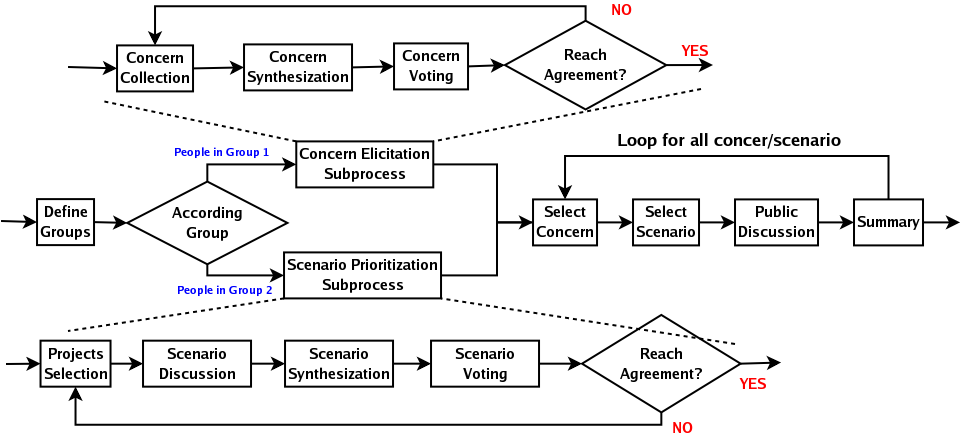 NO
Concern
Collection
Concern
Synthesization
Concern
Voting
Reach
Agreement?
YES
People in Group 1
Concern Elicitation
Subprocess
Loop for all concer/scenario
Define
Groups
According
Group
Select
Concern
Select
Scenario
Public
Discussion
Summary
People in Group 2
Scenario Prioritization
Subprocess
Projects
Selection
Scenario
Discussion
Scenario
Synthesization
Scenario
Voting
Reach
Agreement?
YES
NO